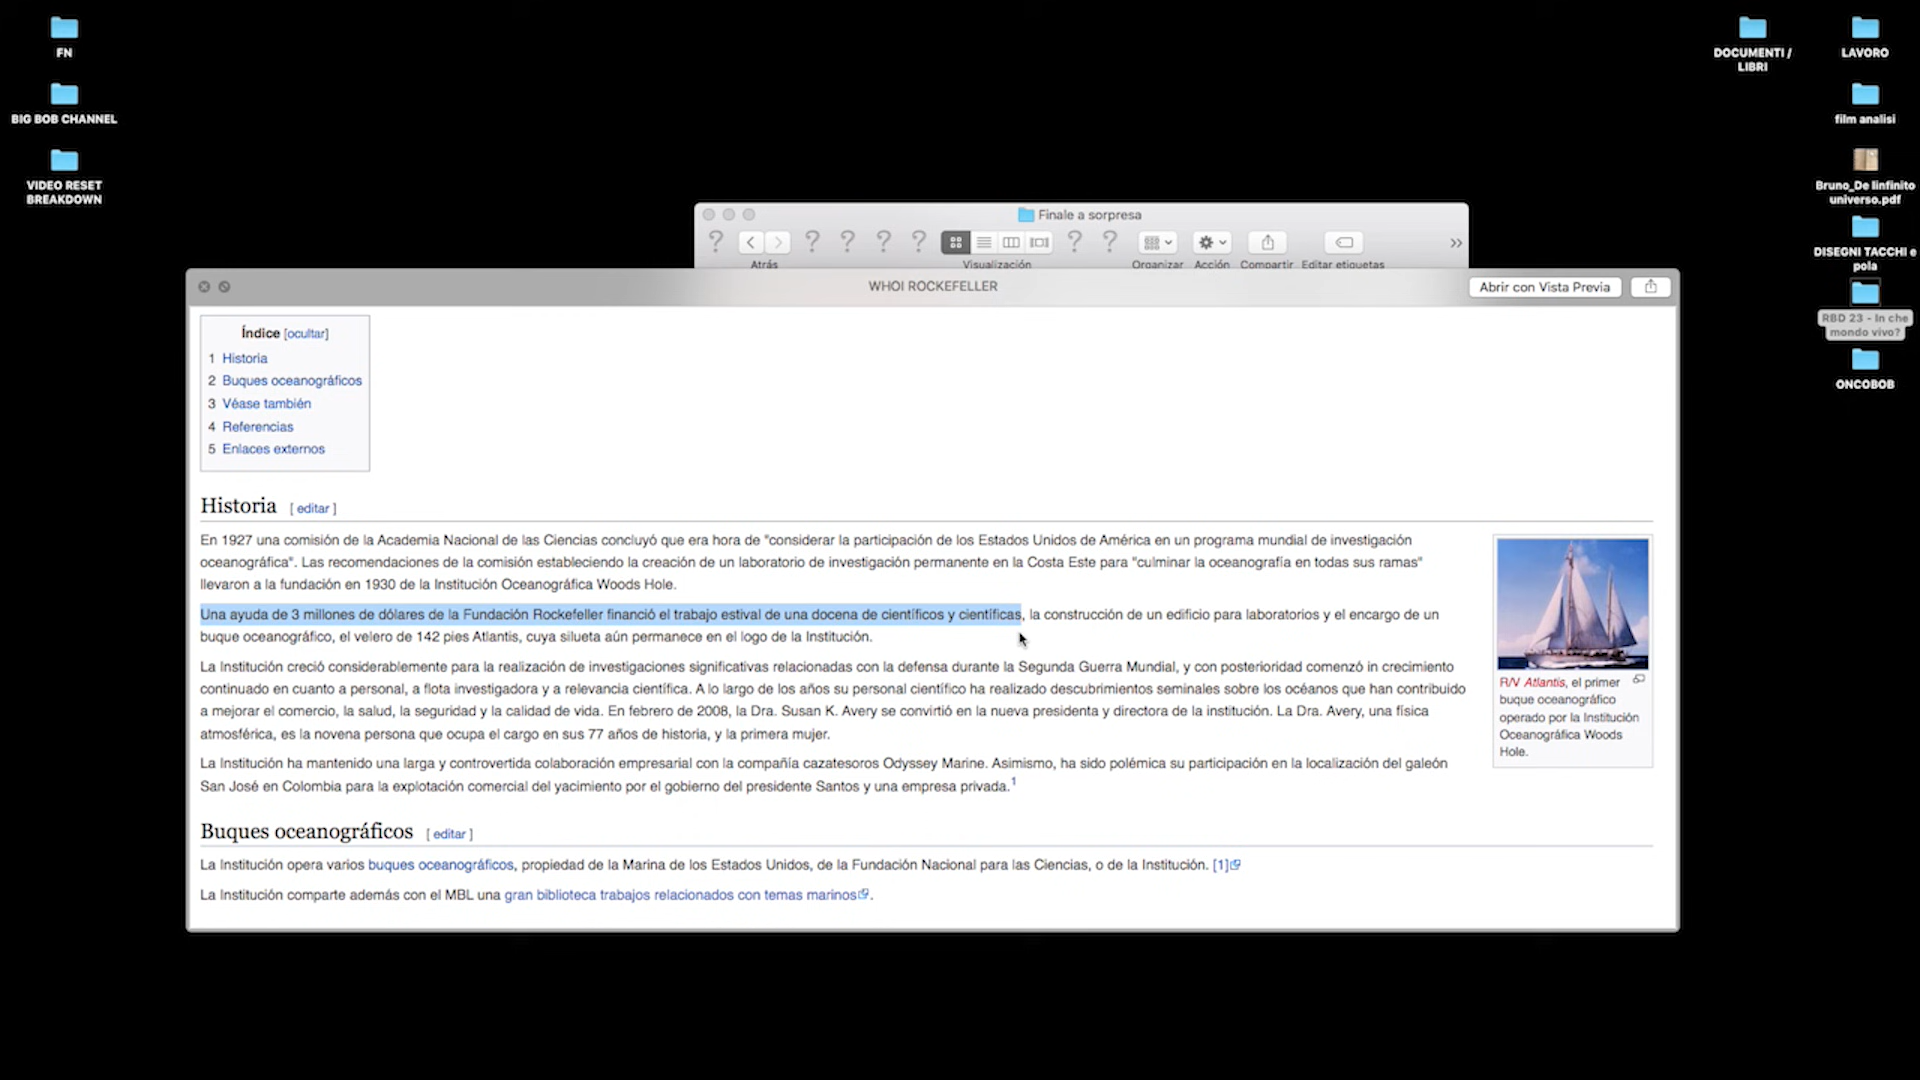 FN
BIG BOB CHANNEL
VIDEO RESET
BREAKDOWN
DOCUMENTI /
LIBRI
LAVORO
film analisi
Bruno_De Iinfinito
universo.pdf
DISEGNI TACCHI e
pola
RBD 23 - In che
mondo vivo?
ONCOBOB
Finale a sorpresa
Atrás
Visualización
Organizar Acción Compartir Editar etiquetas
WHOI ROCKEFELLER
Abrir con Vista Previa
Índice [ocultar]
1 Historia
2 Buques oceanográficos
3 Véase también
4 Referencias
5 Enlaces externos
Historia [ editar ]
En 1927 una comisión de la Academia Nacional de las Ciencias concluyó que era hora de "considerar la participación de los Estados Unidos de América en un programa mundial de investigación
oceanográfica". Las recomendaciones de la comisión estableciendo la creación de un laboratorio de investigación permanente en la Costa Este para "culminar la oceanografía en todas sus ramas"
llevaron a la fundación en 1930 de la Institución Oceanográfica Woods Hole.
Una ayuda de 3 millones de dólares de la Fundación Rockefeller financió el trabajo estival de una docena de científicos y científicas, la construcción de un edificio para laboratorios y el encargo de un
buque oceanográfico, el velero de 142 pies Atlantis, cuya silueta aún permanece en el logo de la Institución.
La Institución creció considerablemente para la realización de investigaciones significativas relacionadas con la defensa durante la Segunda Guerra Mundial, y con posterioridad comenzó in crecimiento
continuado en cuanto a personal, a flota investigadora y a relevancia científica. A lo largo de los años su personal científico ha realizado descubrimientos seminales sobre los océanos que han contribuido
a mejorar el comercio, la salud, la seguridad y la calidad de vida. En febrero de 2008, la Dra. Susan K. Avery se convirtió en la nueva presidenta y directora de la institución. La Dra. Avery, una física
atmosférica, es la novena persona que ocupa el cargo en sus 77 años de historia, y la primera mujer.
La Institución ha mantenido una larga y controvertida colaboración empresarial con la compañía cazatesoros Odyssey Marine. Asimismo, ha sido polémica su participación en la localización del galeón
San José en Colombia para la explotación comercial del yacimiento por el gobierno del presidente Santos y una empresa privada.1
R/V Atlantis, el primer
buque oceanográfico
operado por la Institución
Oceanográfica Woods
Hole.
Buques oceanográficos [ editar ]
La Institución opera varios buques oceanográficos, propiedad de la Marina de los Estados Unidos, de la Fundación Nacional para las Ciencias, o de la Institución. [1]
La Institución comparte además con el MBL una gran biblioteca trabajos relacionados con temas marinos.